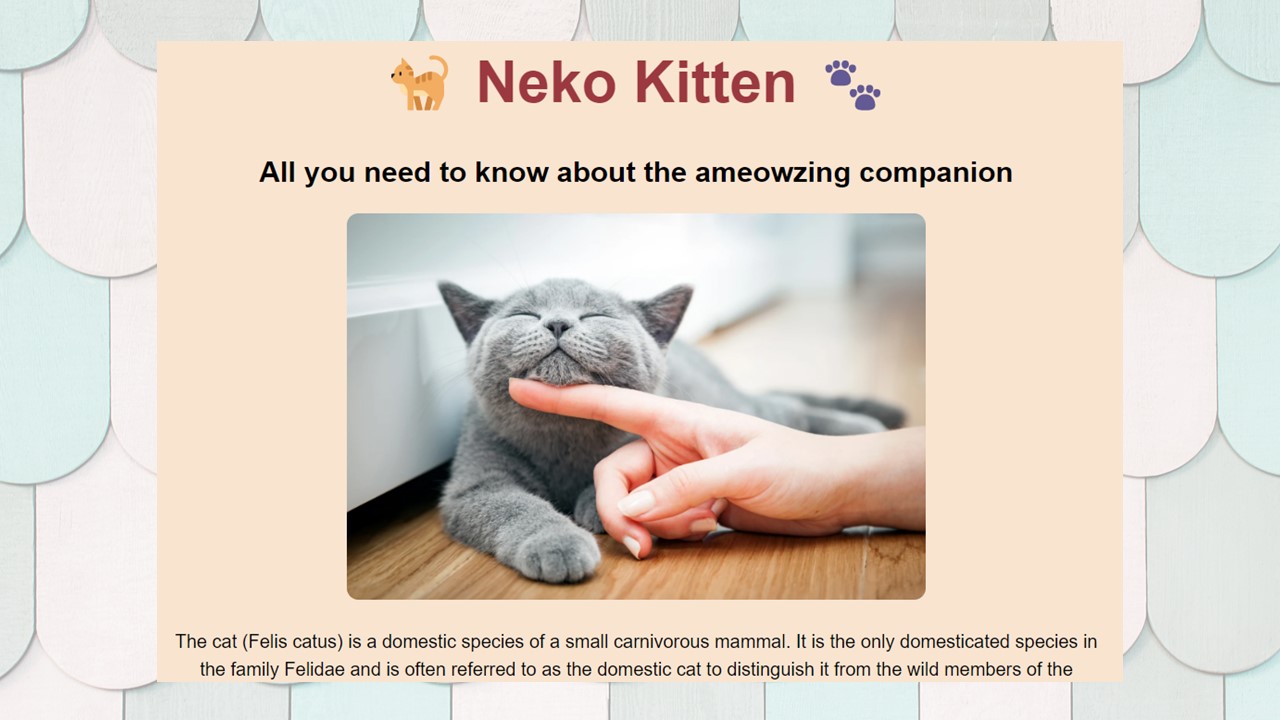 Neko Kitten
All you need to know about the ameowzing companion
The cat (Felis catus) is a domestic species of a small carnivorous mammal. It is the only domesticated species in
the family Felidae and is often referred to as the domestic cat to distinguish it from the wild members of the